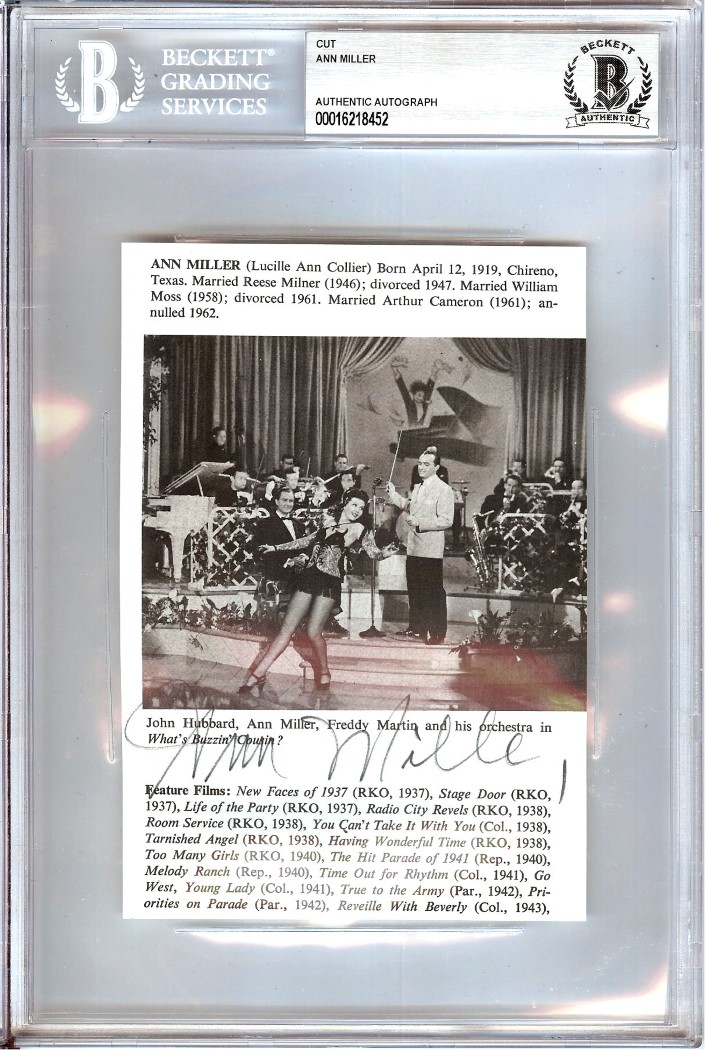 BECKETT®
GRADING
SERVICES
CUT
ANN MILLER
AUTHENTIC AUTOGRAPH
00016218452
BECKETT
B
AUTHENTIC
B
ANN MILLER (Lucille Ann Collier) Born April 12, 1919, Chireno,
Texas. Married Reese Milner (1946); divorced 1947. Married William
Moss (1958); divorced 1961. Married Arthur Cameron (1961); an-
nulled 1962.
John Hubbard, Ann Miller, Freddy Martin and his orchestra in
What's Buzzin' Cousin?
Ann Miller
Feature Films: New Faces of 1937 (RKO, 1937), Stage Door (RKO,
1937), Life of the Party (RKO, 1937), Radio City Revels (RKO, 1938),
Room Service (RKO, 1938), You Can't Take It With You (Col., 1938),
Tarnished Angel (RKO, 1938), Having Wonderful Time (RKO, 1938),
Too Many Girls (RKO, 1940), The Hit Parade of 1941 (Rep., 1940),
Melody Ranch (Rep., 1940), Time Out for Rhythm (Col., 1941), Go
West, Young Lady (Col., 1941), True to the Army (Par., 1942), Pri-
orities on Parade (Par., 1942), Reveille With Beverly (Col., 1943),